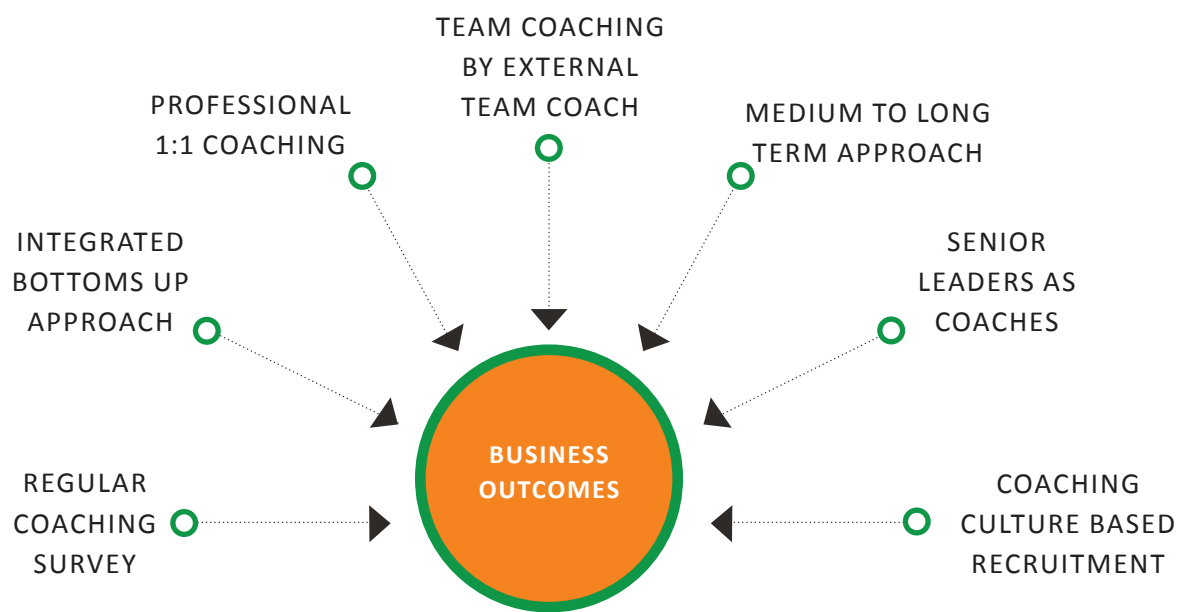 TEAM COACHING
BY EXTERNAL
TEAM COACH
PROFESSIONAL
1:1 COACHING
MEDIUM TO LONG
TERM APPROACH
INTEGRATED
BOTTOMS UP
APPROACH
SENIOR
LEADERS AS
COACHES
BUSINESS
OUTCOMES
REGULAR
COACHING
SURVEY
COACHING
CULTURE BASED
RECRUITMENT